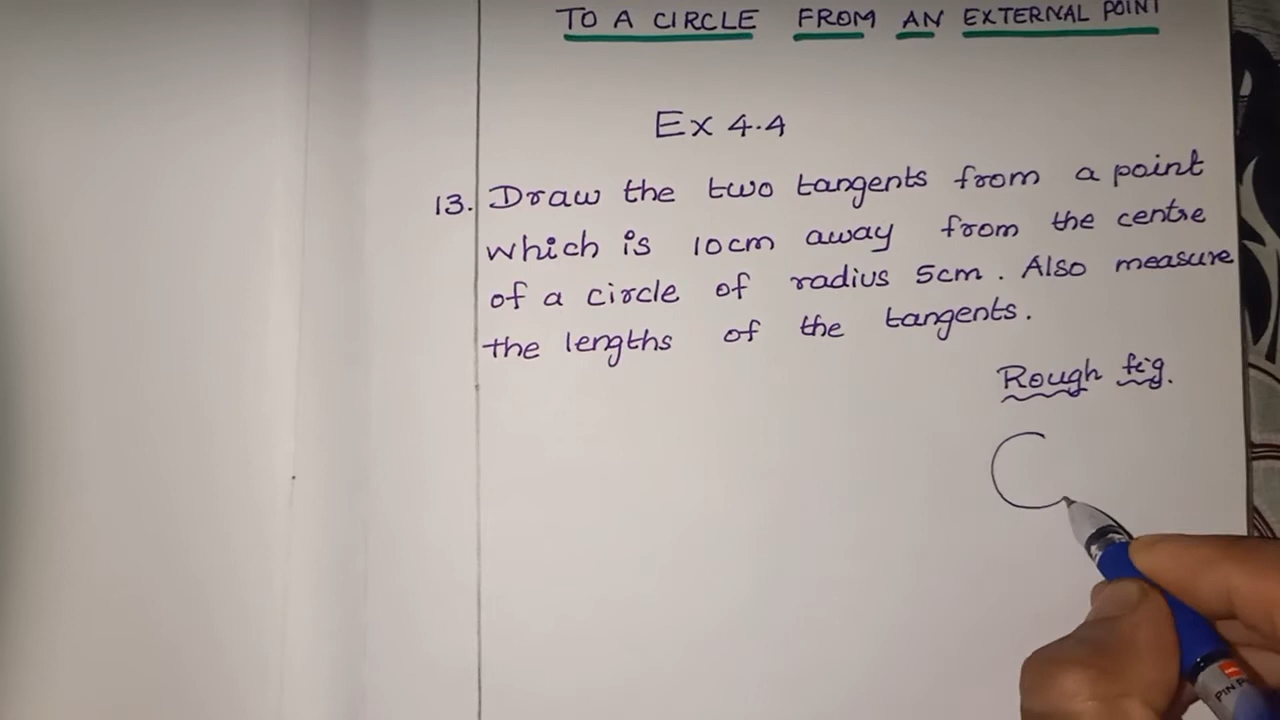 TO A CIRCLE FROM AN EXTERNAL POINT
Ex 4.4
13. Draw the two tangents from a point
which is 10cm away from the centre
of a circle of radius 5cm. Also measure
the lengths of the tangents.
Rough fig.